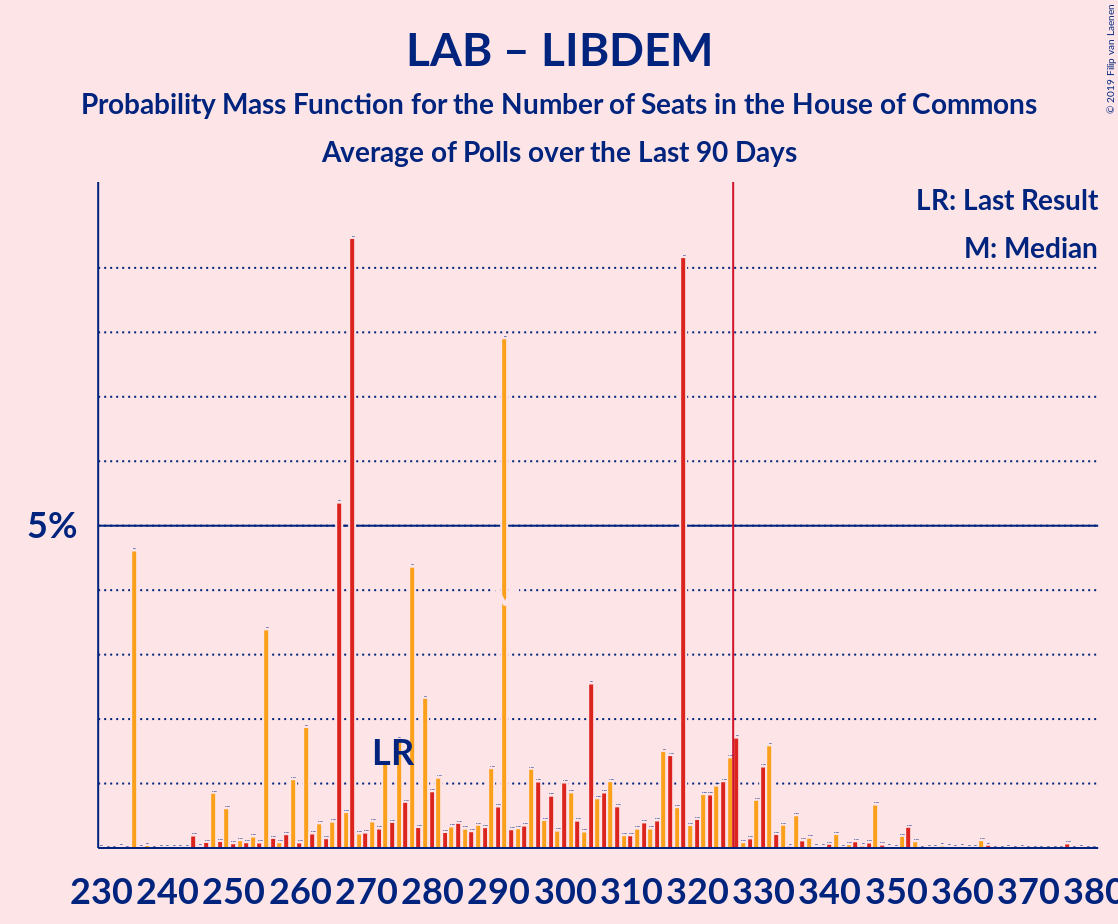 LAB – LIBDEM
Probability Mass Function for the Number of Seats in the House of Commons
Average of Polls over the Last 90 Days
© 2019 Filip van Laenen
LR: Last Result
M: Median
5%
LR
230 240 250 260 270 280 290 300 310 320 330 340 350 360 370 380